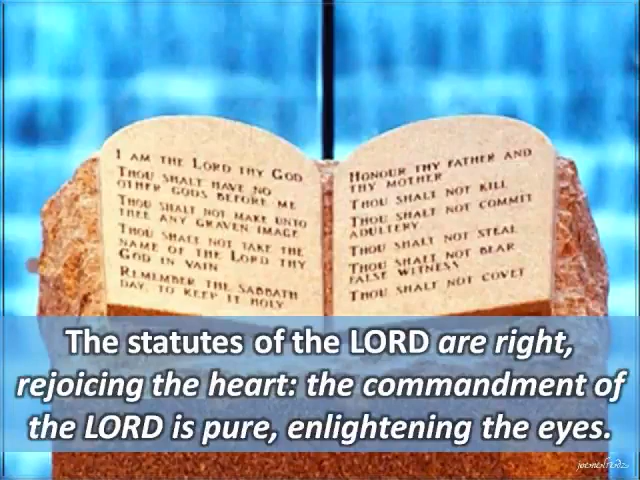 I AM THE LORD THY GOD
THOU SHALT HAVE NO
OTHER GODS BEFORE ME
THOU SHALT NOT MAKE UNTO
THEE ANY GRAVEN IMAGE
THOU SHALT NOT TAKE THE
NAME OF THE LORD THY
GOD IN VAIN
REMEMBER THE SABBATH
DAY, TO KEEP IT HOLY
HONOUR THY FATHER AND
THY MOTHER
THOU SHALT NOT KILL
THOU SHALT NOT COMMIT
ADULTERY
THOU SHALT NOT STEAL
THOU SHALT NOT BEAR
FALSE WITNESS
THOU SHALT NOT COVET
The statutes of the LORD are right,
rejoicing the heart: the commandment of
the LORD is pure, enlightening the eyes.